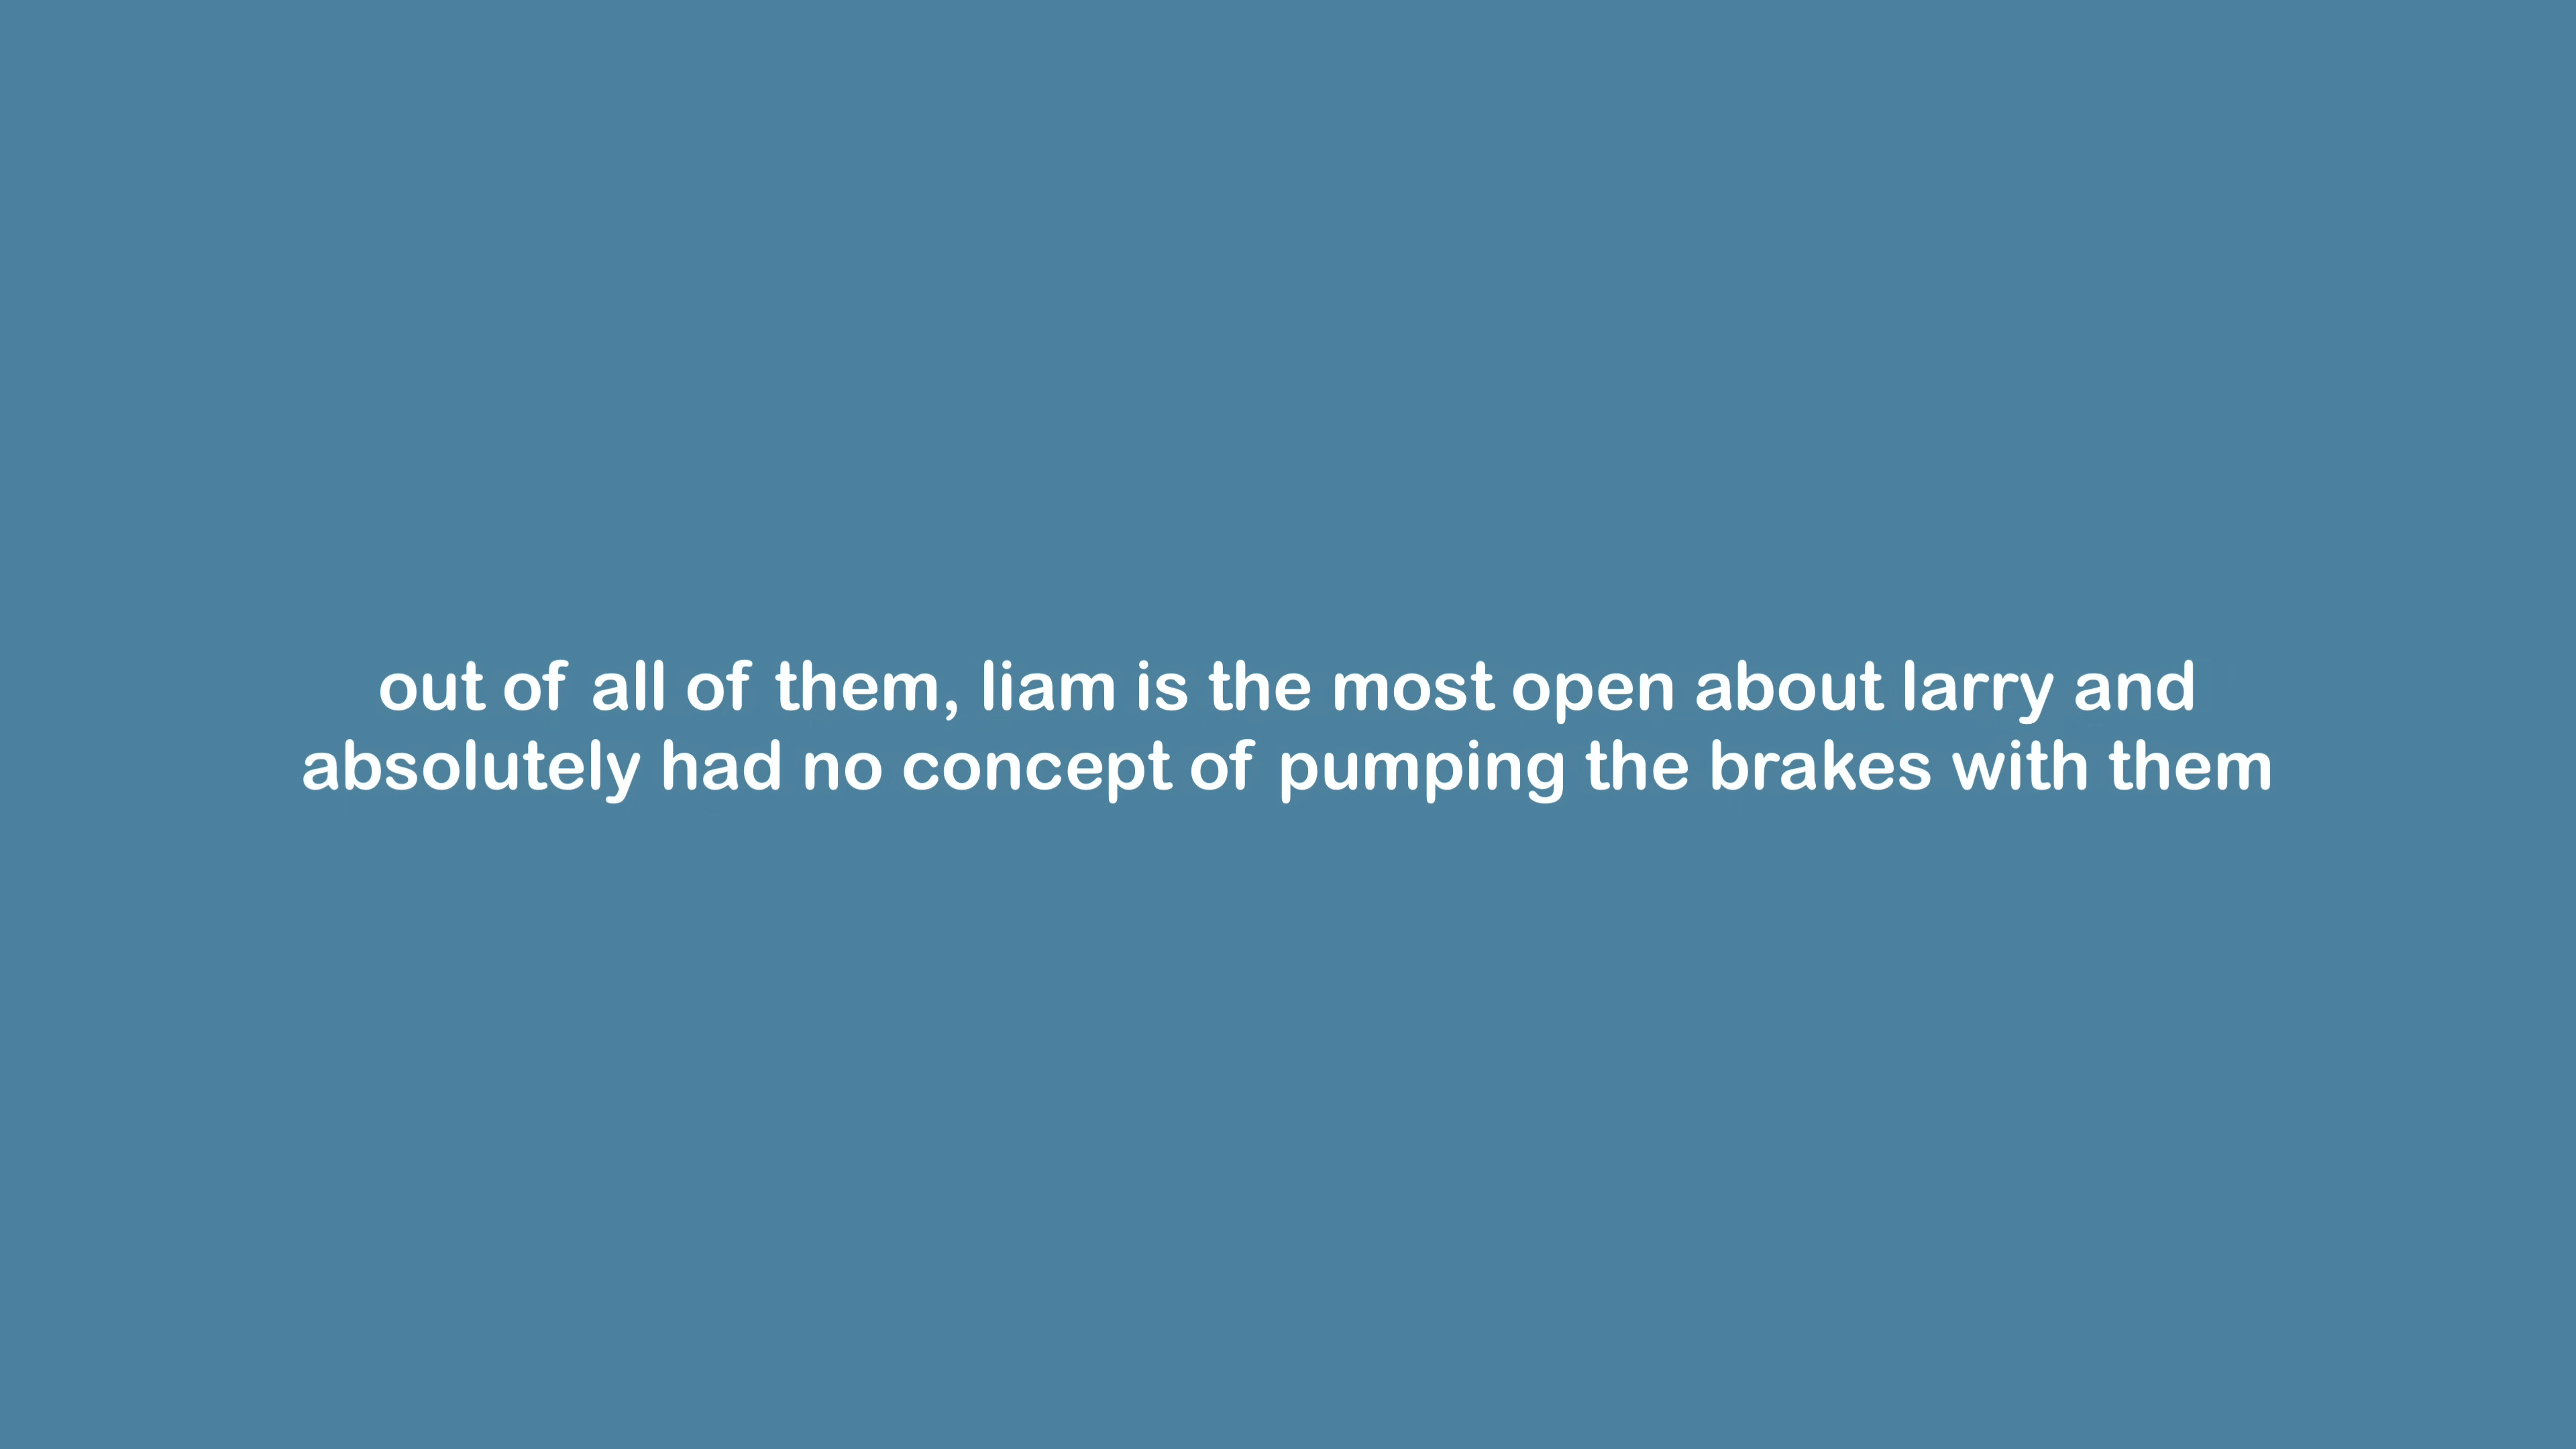 out of all of them, liam is the most open about larry and
absolutely had no concept of pumping the brakes with them